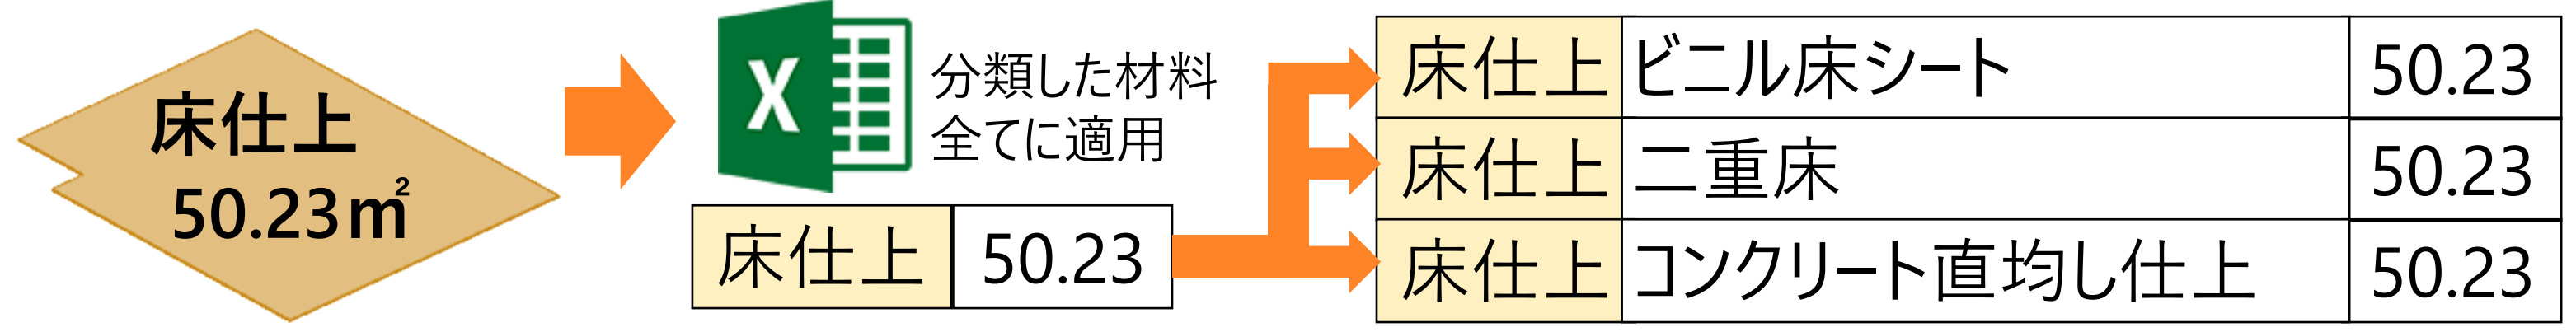 床仕上
50.23㎡
X
分類した材料
全てに適用
床仕上 50.23
床仕上 ビニル床シート 50.23
床仕上 二重床 50.23
床仕上 コンクリート直均し仕上 50.23